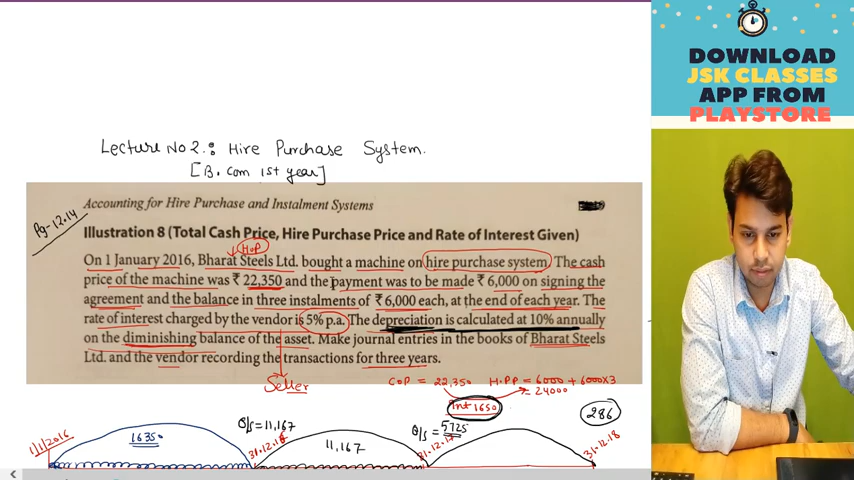 DOWNLOAD
JSK CLASSES
APP FROM
PLAYSTORE
Lecture No 2.: Hire Purchase System.
[B. Com 1st year]
Pg-12.14
Accounting for Hire Purchase and Instalment Systems
Illustration 8 (Total Cash Price, Hire Purchase Price and Rate of Interest Given)
H.P
On 1 January 2016, Bharat Steels Ltd. bought a machine on hire purchase system. The cash
price of the machine was ₹ 22,350 and the payment was to be made ₹ 6,000 on signing the
agreement and the balance in three instalments of ₹ 6,000 each, at the end of each year. The
rate of interest charged by the vendor is 5% p.a. The depreciation is calculated at 10% annually
on the diminishing balance of the asset. Make journal entries in the books of Bharat Steels
Ltd. and the vendor recording the transactions for three years.
Seller
C.P = 22,350 H.P.P = 6000 + 6000x3
= 24000
Int 1650
286
1/1/2016
16350
O/s = 11,167
31.12.16
11,167
O/s = 5725
31.12.17
31.12.18